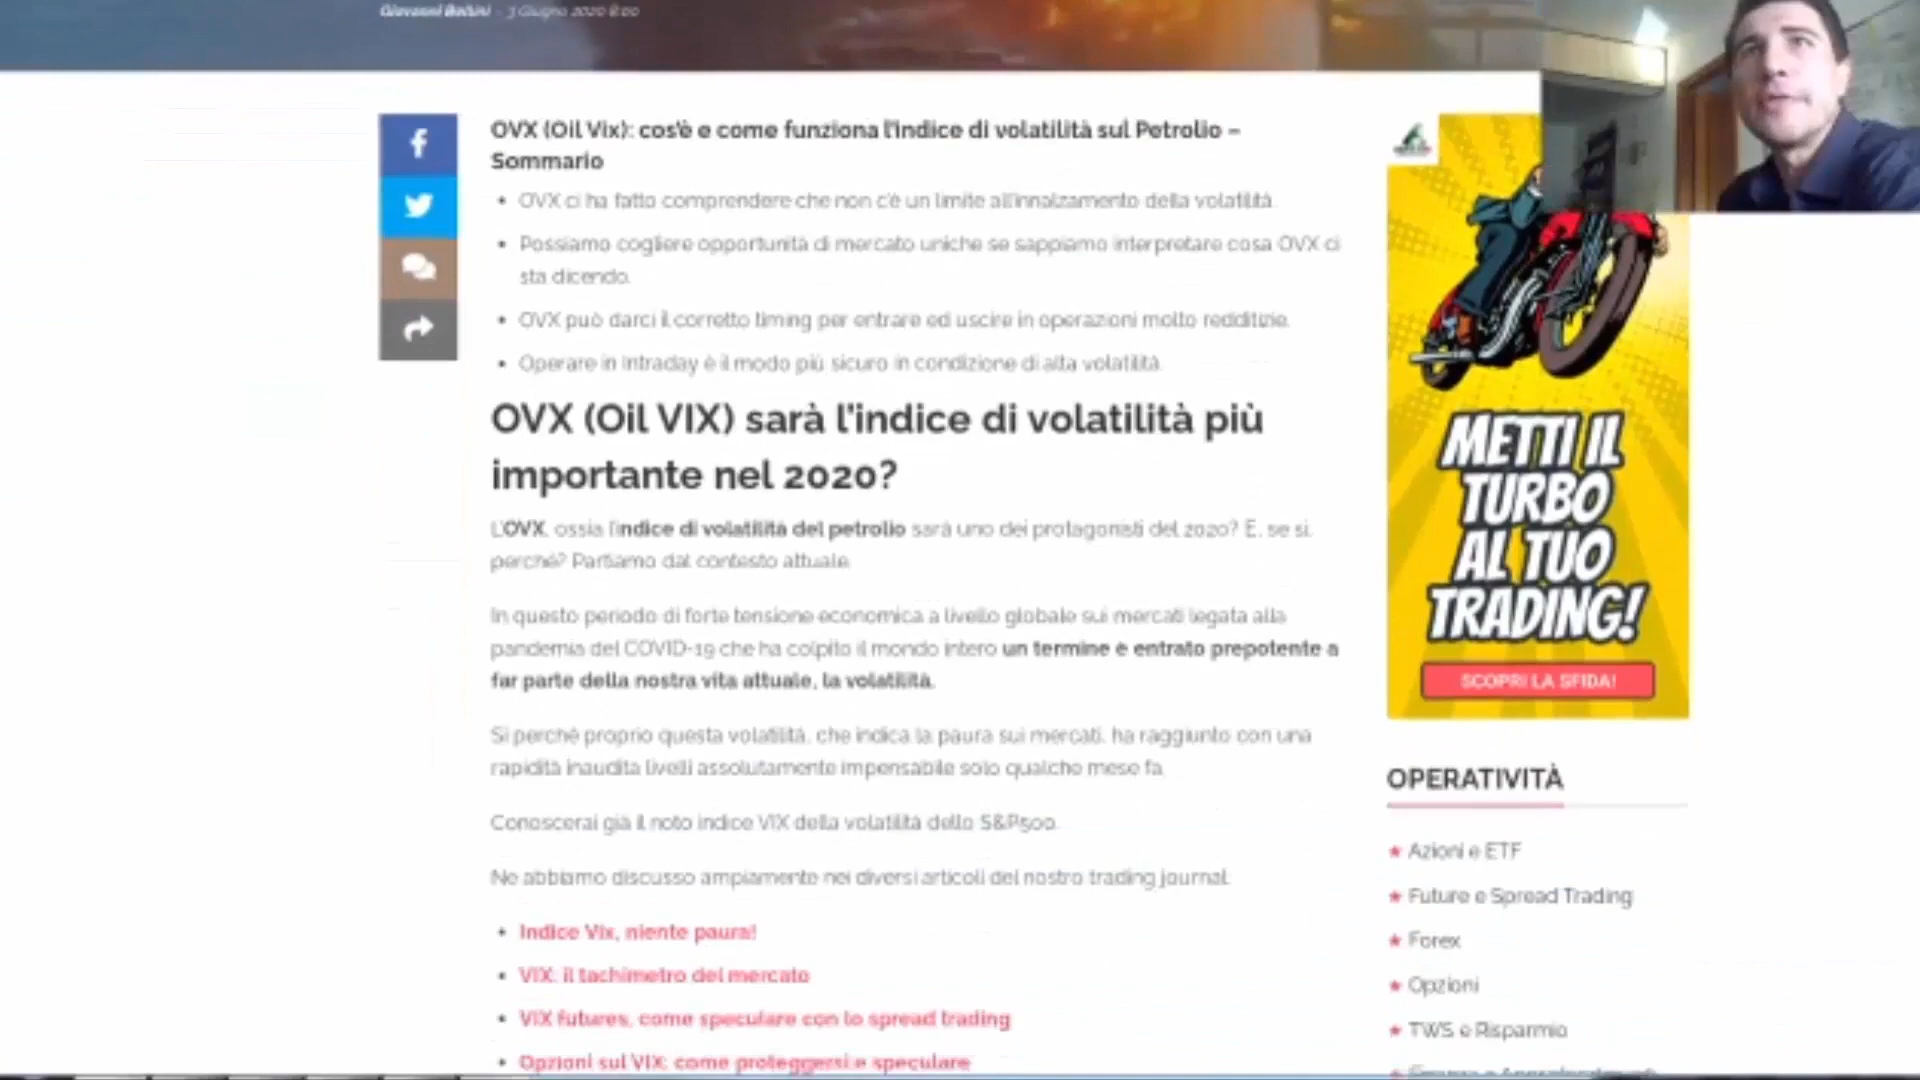 Giovanni Bellini - 3 Giugno 2020 8:00
OVX (Oil Vix): cos'è e come funziona l'indice di volatilità sul Petrolio –
Sommario
• OVX ci ha fatto comprendere che non c'è un limite all'innalzamento della volatilità.
• Possiamo cogliere opportunità di mercato uniche se sappiamo interpretare cosa OVX ci
sta dicendo.
• OVX può darci il corretto timing per entrare ed uscire in operazioni molto redditizie.
• Operare in Intraday è il modo più sicuro in condizione di alta volatilità.
OVX (Oil VIX) sarà l'indice di volatilità più
importante nel 2020?
L'OVX, ossia l'indice di volatilità del petrolio sarà uno dei protagonisti del 2020? E, se si,
perché? Partiamo dal contesto attuale.
In questo periodo di forte tensione economica a livello globale sui mercati legata alla
pandemia del COVID-19 che ha colpito il mondo intero un termine è entrato prepotente a
far parte della nostra vita attuale, la volatilità.
Si perché proprio questa volatilità, che indica la paura sui mercati, ha raggiunto con una
rapidità inaudita livelli assolutamente impensabile solo qualche mese fa.
Conoscerai già il noto indice VIX della volatilità dello S&P500.
Ne abbiamo discusso ampiamente nei diversi articoli del nostro trading journal.
• Indice Vix, niente paura!
• VIX: il tachimetro del mercato
• VIX futures, come speculare con lo spread trading
• Opzioni sul VIX: come proteggersi e speculare
METTI IL
TURBO
AL TUO
TRADING!
SCOPRI LA SFIDA!
OPERATIVITÀ
★ Azioni e ETF
★ Future e Spread Trading
★ Forex
★ Opzioni
★ TWS e Risparmio